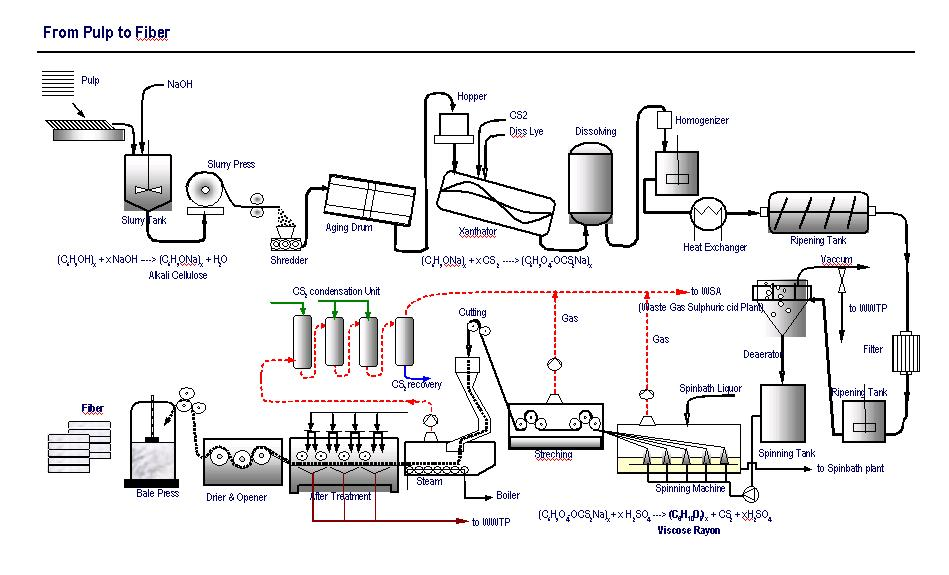 From Pulp to Fiber
Pulp
NaOH
Slurry Tank
Slurry Press
Shredder
Aging Drum
Hopper
CS2
Diss Lye
Xanthator
Dissolving
Homogenizer
Heat Exchanger
Ripening Tank
Alkali Cellulose
Vaccum
to WWTP
Deaerator
Filter
Ripening Tank
Spinning Tank
CS2 condensation Unit
to WSA
(Waste Gas Sulphuric cid Plant)
Gas
Gas
CS2 recovery
Cutting
Spinbath Liquor
Streching
Spinning Machine
to Spinbath plant
Steam
Boiler
After Treatment
to WWTP
Drier & Opener
Bale Press
Fiber
Viscose Rayon